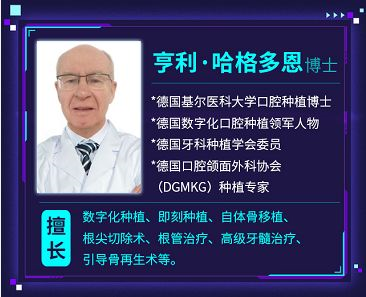 亨利·哈格多恩博士
*德国基尔医科大学口腔种植博士
*德国数字化口腔种植领军人物
*德国牙科种植学会委员
*德国口腔颌面外科协会
（DGMKG）种植专家
擅长
数字化种植、即刻种植、自体骨移植、
根尖切除术、根管治疗、高级牙髓治疗、
引导骨再生术等。